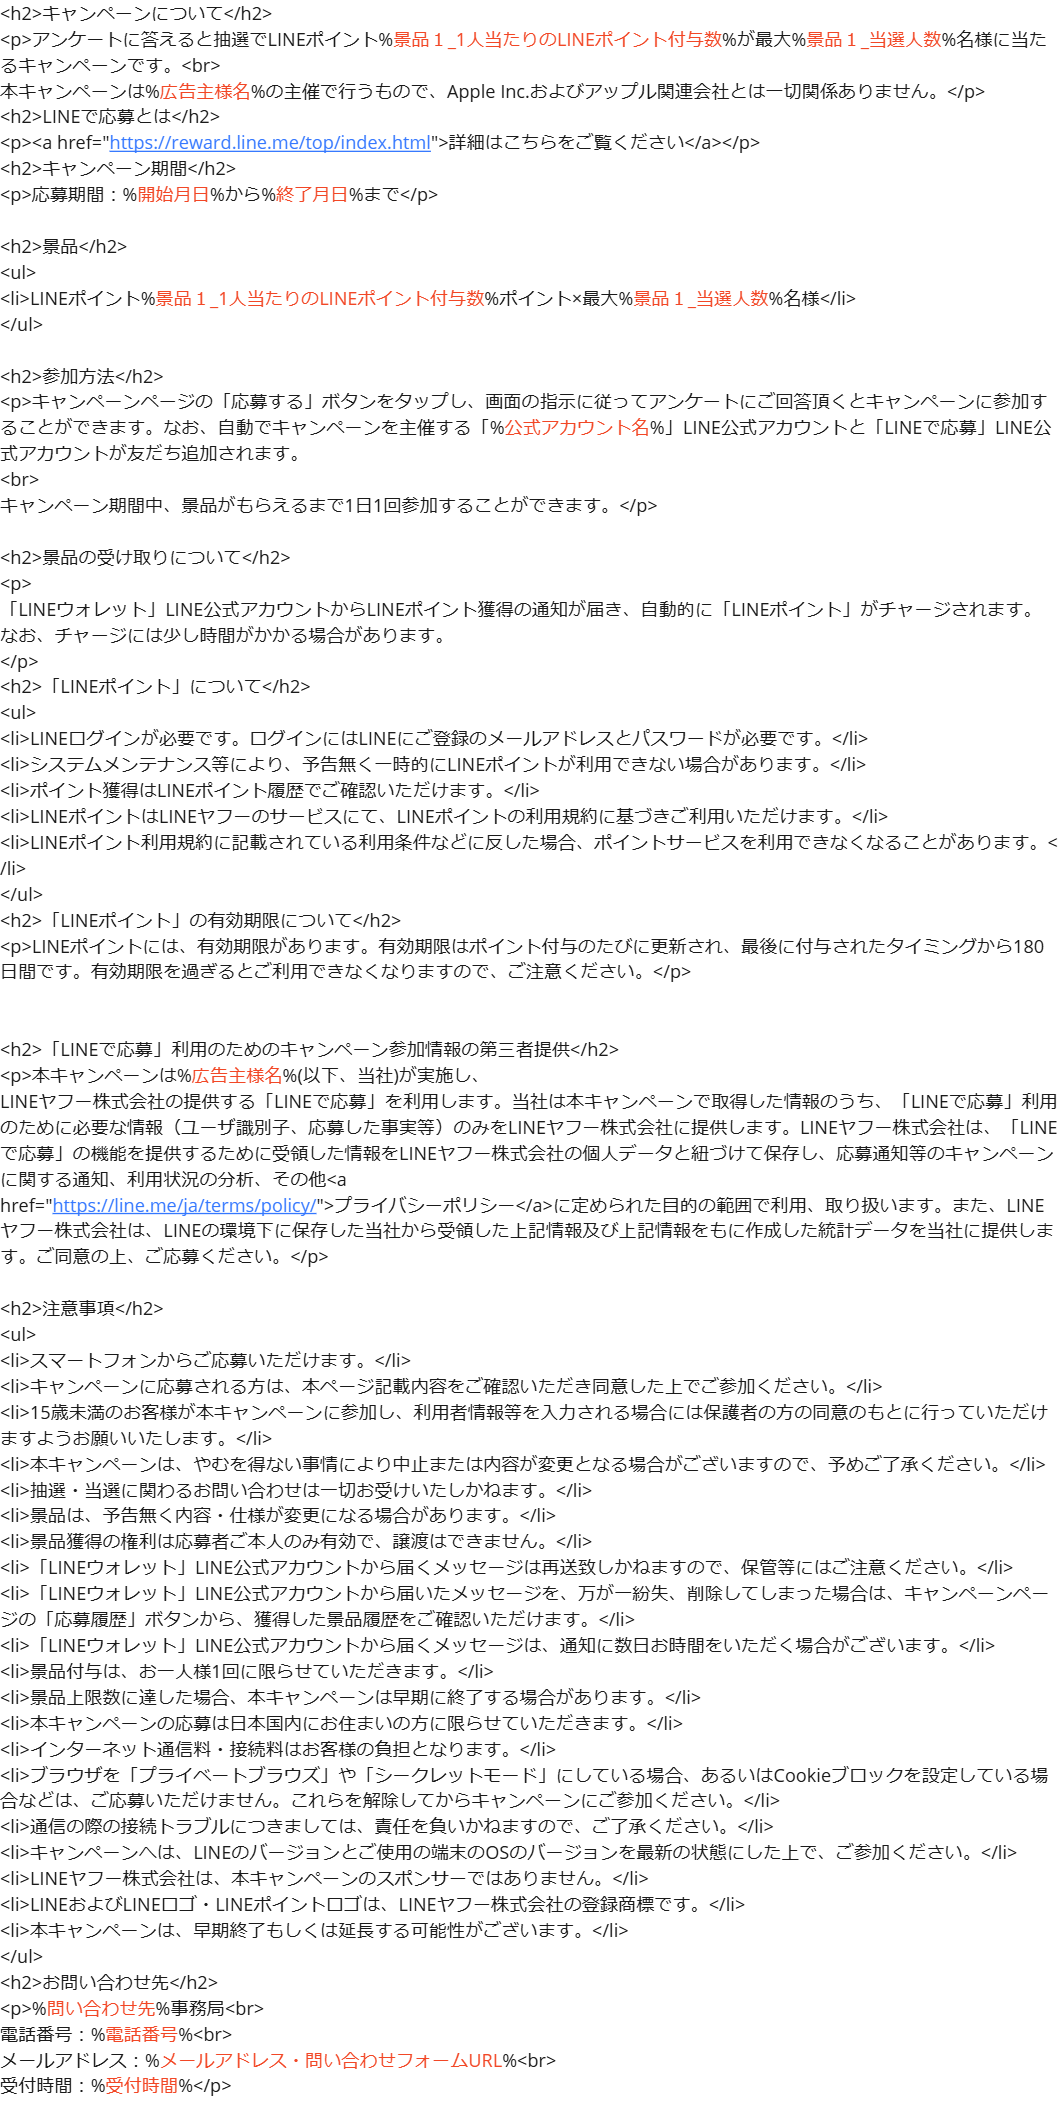 <h2>キャンペーンについて</h2>
<p>アンケートに答えると抽選でLINEポイント%景品１_1人当たりのLINEポイント付与数%が最大%景品１_当選人数%名様に当た
るキャンペーンです。<br>
本キャンペーンは%広告主様名%の主催で行うもので、Apple Inc.およびアップル関連会社とは一切関係ありません。</p>
<h2>LINEで応募とは</h2>
<p><a href="https://reward.line.me/top/index.html">詳細はこちらをご覧ください</a></p>
<h2>キャンペーン期間</h2>
<p>応募期間：%開始月日%から%終了月日%まで</p>

<h2>景品</h2>
<ul>
<li>LINEポイント%景品１_1人当たりのLINEポイント付与数%ポイント×最大%景品１_当選人数%名様</li>
</ul>

<h2>参加方法</h2>
<p>キャンペーンページの「応募する」ボタンをタップし、画面の指示に従ってアンケートにご回答頂くとキャンペーンに参加す
ることができます。なお、自動でキャンペーンを主催する「%公式アカウント名%」LINE公式アカウントと「LINEで応募」LINE公
式アカウントが友だち追加されます。
<br>
キャンペーン期間中、景品がもらえるまで1日1回参加することができます。</p>

<h2>景品の受け取りについて</h2>
<p>
「LINEウォレット」LINE公式アカウントからLINEポイント獲得の通知が届き、自動的に「LINEポイント」がチャージされます。
なお、チャージには少し時間がかかる場合があります。
</p>
<h2>「LINEポイント」について</h2>
<ul>
<li>LINEログインが必要です。ログインにはLINEにご登録のメールアドレスとパスワードが必要です。</li>
<li>システムメンテナンス等により、予告無く一時的にLINEポイントが利用できない場合があります。</li>
<li>ポイント獲得はLINEポイント履歴でご確認いただけます。</li>
<li>LINEポイントはLINEヤフーのサービスにて、LINEポイントの利用規約に基づきご利用いただけます。</li>
<li>LINEポイント利用規約に記載されている利用条件などに反した場合、ポイントサービスを利用できなくなることがあります。<
/li>
</ul>
<h2>「LINEポイント」の有効期限について</h2>
<p>LINEポイントには、有効期限があります。有効期限はポイント付与のたびに更新され、最後に付与されたタイミングから180
日間です。有効期限を過ぎるとご利用できなくなりますので、ご注意ください。</p>

<h2>「LINEで応募」利用のためのキャンペーン参加情報の第三者提供</h2>
<p>本キャンペーンは%広告主様名%(以下、当社)が実施し、
LINEヤフー株式会社の提供する「LINEで応募」を利用します。当社は本キャンペーンで取得した情報のうち、「LINEで応募」利用
のために必要な情報（ユーザ識別子、応募した事実等）のみをLINEヤフー株式会社に提供します。LINEヤフー株式会社は、「LINE
で応募」の機能を提供するために受領した情報をLINEヤフー株式会社の個人データと紐づけて保存し、応募通知等のキャンペーン
に関する通知、利用状況の分析、その他<a
href="https://line.me/ja/terms/policy/">プライバシーポリシー</a>に定められた目的の範囲で利用、取り扱います。また、LINE
ヤフー株式会社は、LINEの環境下に保存した当社から受領した上記情報及び上記情報をもに作成した統計データを当社に提供しま
す。ご同意の上、ご応募ください。</p>

<h2>注意事項</h2>
<ul>
<li>スマートフォンからご応募いただけます。</li>
<li>キャンペーンに応募される方は、本ページ記載内容をご確認いただき同意した上でご参加ください。</li>
<li>15歳未満のお客様が本キャンペーンに参加し、利用者情報等を入力される場合には保護者の方の同意のもとに行っていただけ
ますようお願いいたします。</li>
<li>本キャンペーンは、やむを得ない事情により中止または内容が変更となる場合がございますので、予めご了承ください。</li>
<li>抽選・当選に関わるお問い合わせは一切お受けいたしかねます。</li>
<li>景品は、予告無く内容・仕様が変更になる場合があります。</li>
<li>景品獲得の権利は応募者ご本人のみ有効で、譲渡はできません。</li>
<li>「LINEウォレット」LINE公式アカウントから届くメッセージは再送致しかねますので、保管等にはご注意ください。</li>
<li>「LINEウォレット」LINE公式アカウントから届いたメッセージを、万が一紛失、削除してしまった場合は、キャンペーンペー
ジの「応募履歴」ボタンから、獲得した景品履歴をご確認いただけます。</li>
<li>「LINEウォレット」LINE公式アカウントから届くメッセージは、通知に数日お時間をいただく場合がございます。</li>
<li>景品付与は、お一人様1回に限らせていただきます。</li>
<li>景品上限数に達した場合、本キャンペーンは早期に終了する場合があります。</li>
<li>本キャンペーンの応募は日本国内にお住まいの方に限らせていただきます。</li>
<li>インターネット通信料・接続料はお客様の負担となります。</li>
<li>ブラウザを「プライベートブラウズ」や「シークレットモード」にしている場合、あるいはCookieブロックを設定している場
合などは、ご応募いただけません。これらを解除してからキャンペーンにご参加ください。</li>
<li>通信の際の接続トラブルにつきましては、責任を負いかねますので、ご了承ください。</li>
<li>キャンペーンへは、LINEのバージョンとご使用の端末のOSのバージョンを最新の状態にした上で、ご参加ください。</li>
<li>LINEヤフー株式会社は、本キャンペーンのスポンサーではありません。</li>
<li>LINEおよびLINEロゴ・LINEポイントロゴは、LINEヤフー株式会社の登録商標です。</li>
<li>本キャンペーンは、早期終了もしくは延長する可能性がございます。</li>
</ul>
<h2>お問い合わせ先</h2>
<p>%問い合わせ先%事務局<br>
電話番号：%電話番号%<br>
メールアドレス：%メールアドレス・問い合わせフォームURL%<br>
受付時間：%受付時間%</p>